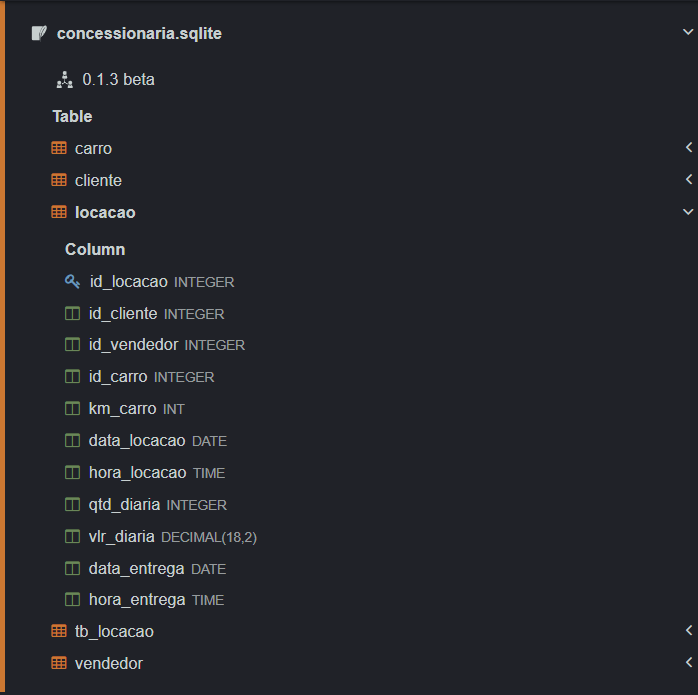 concessionaria.sqlite
0.1.3 beta
Table
carro
cliente
locacao
Column
id_locacao INTEGER
id_cliente INTEGER
id_vendedor INTEGER
id_carro INTEGER
km_carro INT
data_locacao DATE
hora_locacao TIME
qtd_diaria INTEGER
vlr_diaria DECIMAL(18,2)
data_entrega DATE
hora_entrega TIME
tb_locacao
vendedor